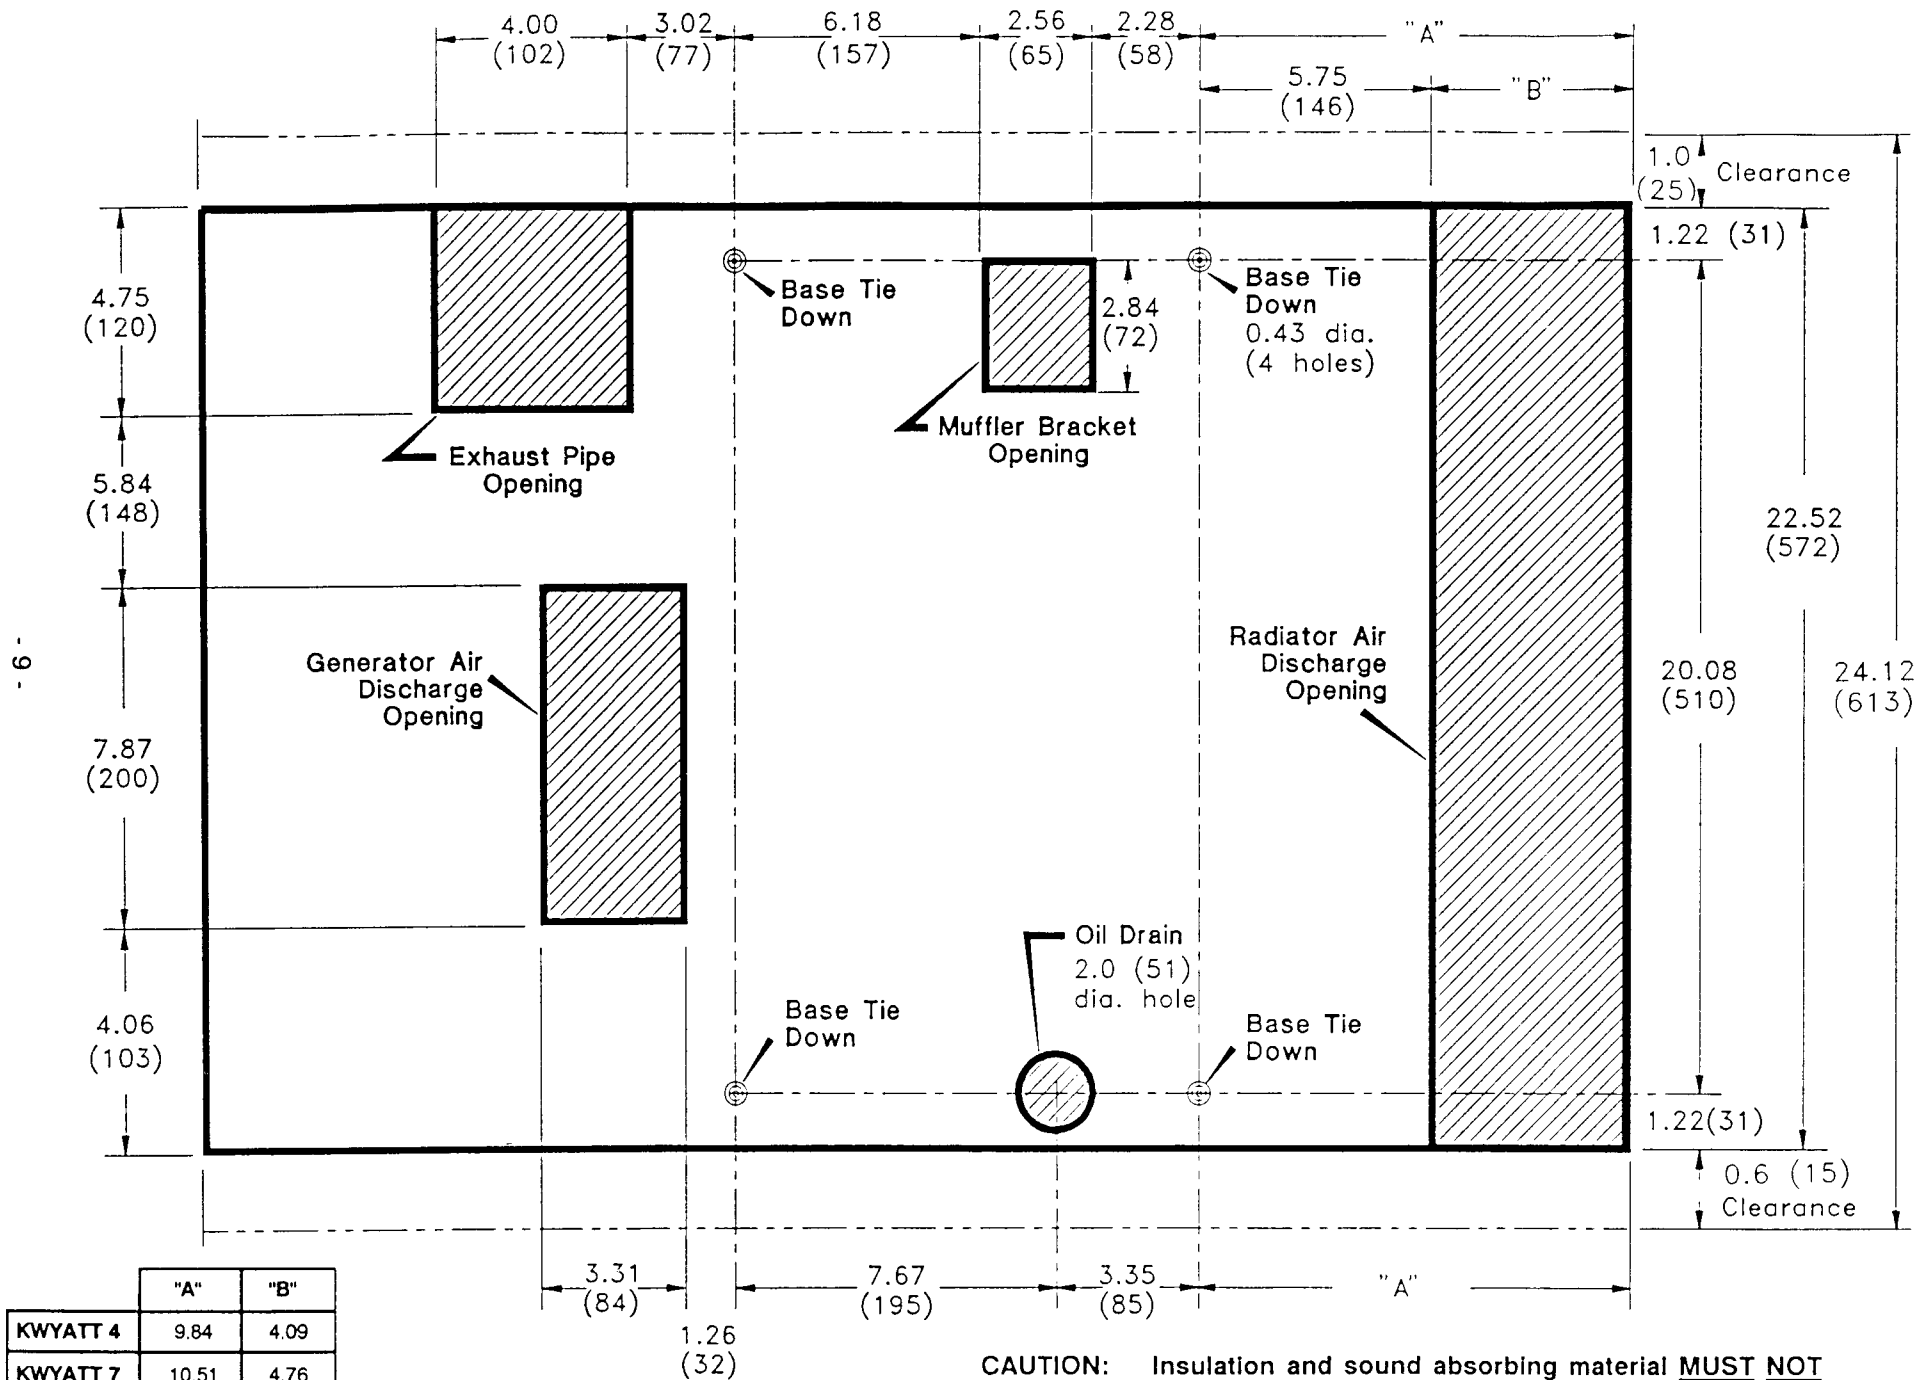 4.00
(102)
3.02
(77)
6.18
(157)
2.56
(65)
2.28
(58)
"A"
5.75
(146)
"B"
1.0
(25)
Clearance
1.22 (31)
4.75
(120)
Base Tie
Down
2.84
(72)
Base Tie
Down
0.43 dia.
(4 holes)
Exhaust Pipe
Opening
Muffler Bracket
Opening
5.84
(148)
22.52
(572)
- 9 -
Generator Air
Discharge
Opening
Radiator Air
Discharge
Opening
20.08
(510)
24.12
(613)
7.87
(200)
4.06
(103)
Base Tie
Down
Oil Drain
2.0 (51)
dia. hole
Base Tie
Down
1.22(31)
0.6 (15)
Clearance
3.31
(84)
7.67
(195)
3.35
(85)
"A"
1.26
(32)
"A" "B"
KWYATT 4 9.84 4.09
KWYATT 7 10.51 4.76
CAUTION: Insulation and sound absorbing material MUST NOT